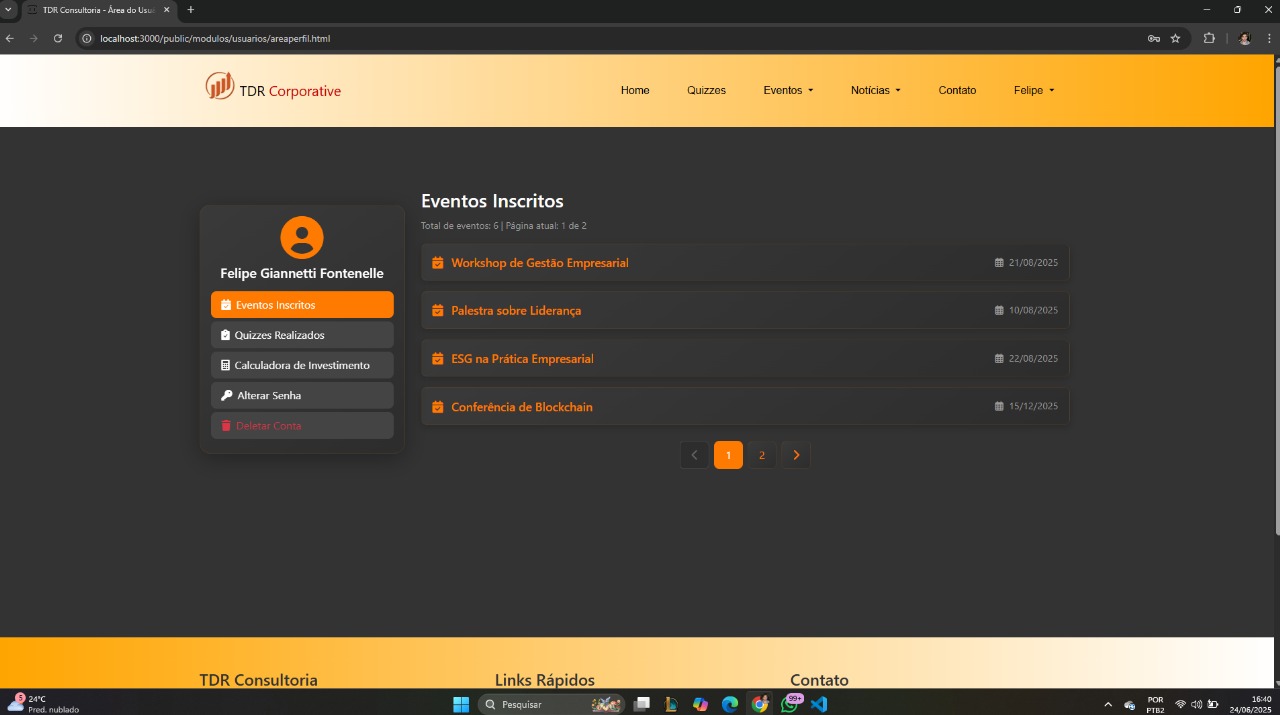 TDR Consultoria - Área do Usuá
localhost:3000/public/modulos/usuarios/areaperfil.html
TDR Corporative
Home
Quizzes
Eventos
Notícias
Contato
Felipe
Felipe Giannetti Fontenelle
Eventos Inscritos
Quizzes Realizados
Calculadora de Investimento
Alterar Senha
Deletar Conta
Eventos Inscritos
Total de eventos: 6 | Página atual: 1 de 2
Workshop de Gestão Empresarial
21/08/2025
Palestra sobre Liderança
10/08/2025
ESG na Prática Empresarial
22/08/2025
Conferência de Blockchain
15/12/2025
1
2
TDR Consultoria
Links Rápidos
Contato
5
24°C
Pred. nublado
Pesquisar
99+
POR
PTB2
16:40
24/06/2025